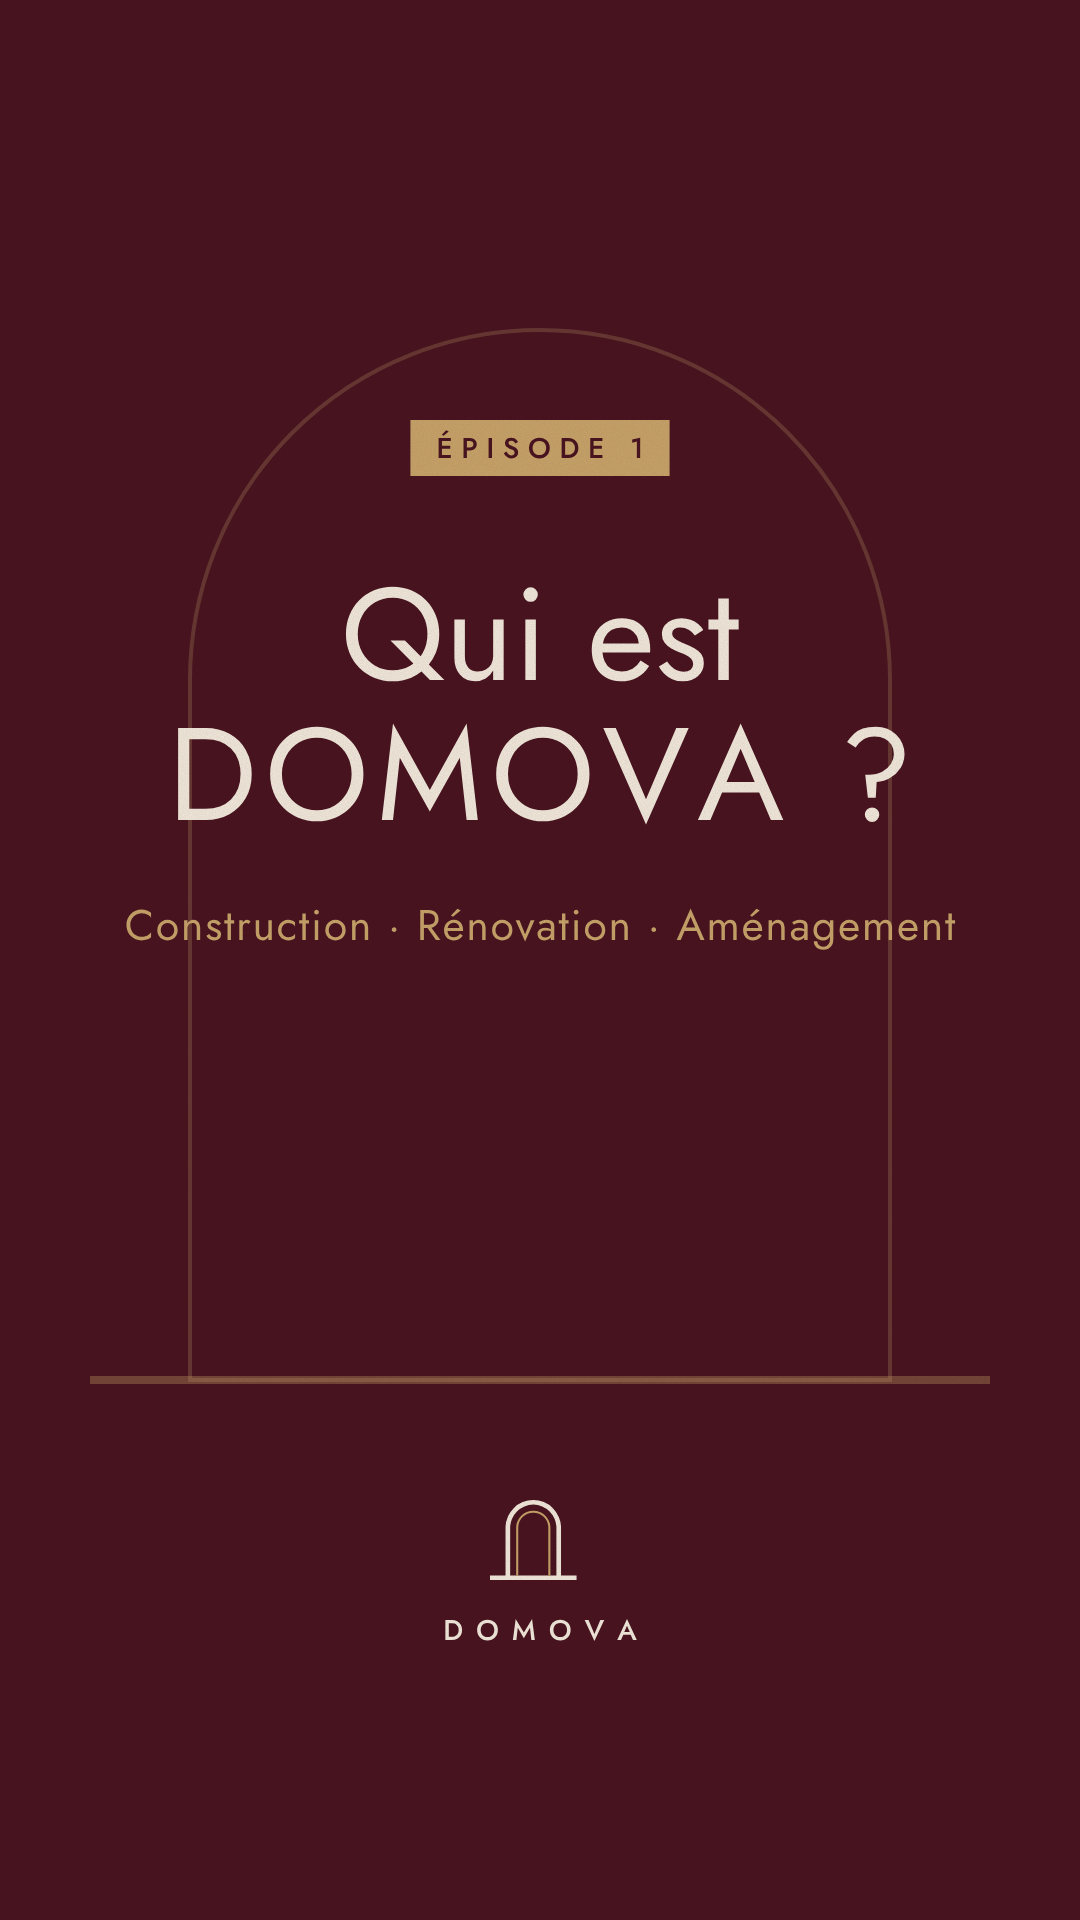 ÉPISODE 1
Qui est
DOMOVA ?
Construction · Rénovation · Aménagement
DOMOVA